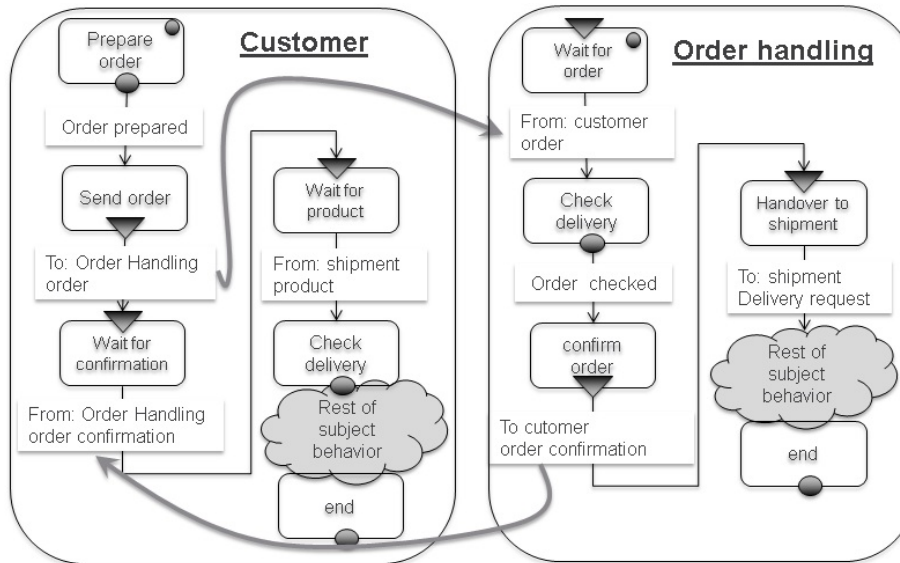 Customer
Prepare
order
Order prepared
Send order
To: Order Handling
order
Wait for
confirmation
From: Order Handling
order confirmation
Wait for
product
From: shipment
product
Check
delivery
Rest of
subject
behavior
end
Order handling
Wait for
order
From: customer
order
Check
delivery
Order checked
confirm
order
To cutomer
order confirmation
Handover to
shipment
To: shipment
Delivery request
Rest of
subject
behavior
end